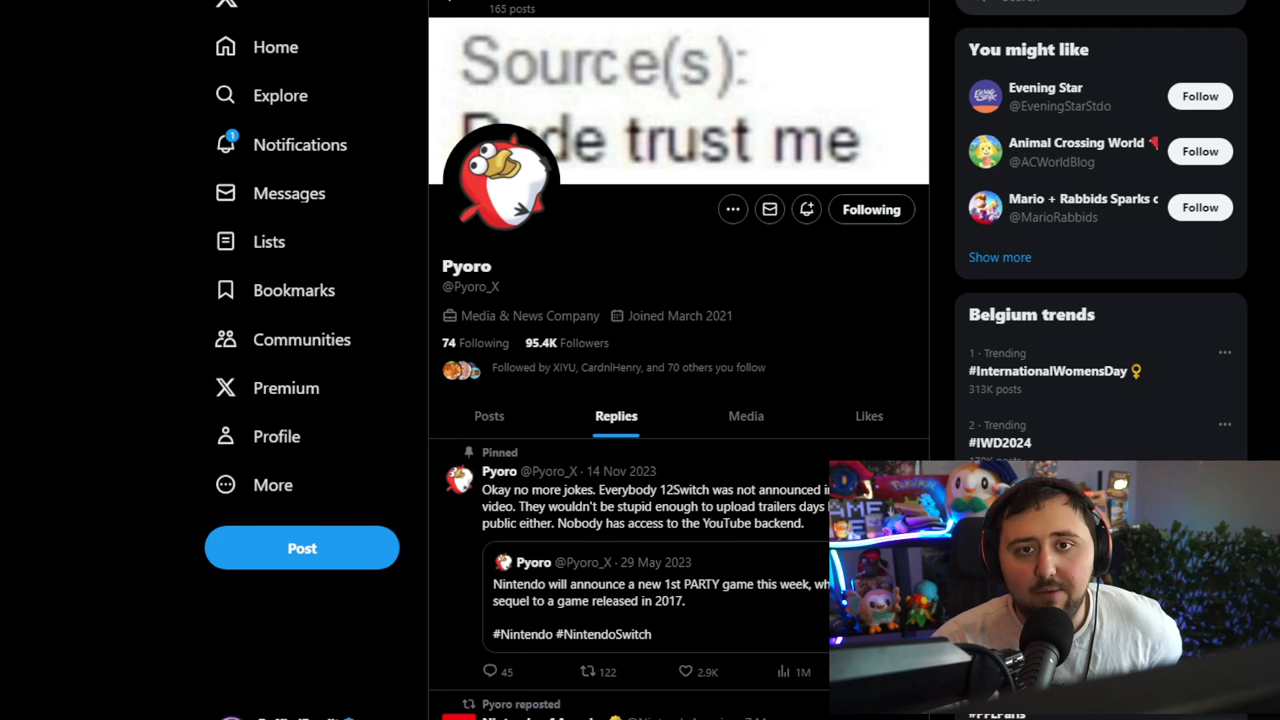 165 posts
Source(s):
Dude trust me
Home
Explore
1
Notifications
Messages
Lists
Bookmarks
Communities
Premium
Profile
More
Post
Following
Pyoro
@Pyoro_X
Media & News Company Joined March 2021
74 Following 95.4K Followers
Followed by XIYU, CardnlHenry, and 70 others you follow
Posts Replies Media Likes
Pinned
Pyoro @Pyoro_X · 14 Nov 2023
Okay no more jokes. Everybody 12Switch was not announced
video. They wouldn't be stupid enough to upload trailers days
public either. Nobody has access to the YouTube backend.
Pyoro @Pyoro_X · 29 May 2023
Nintendo will announce a new 1st PARTY game this week,
sequel to a game released in 2017.
#Nintendo #NintendoSwitch
45 122 2.9K 1M
Pyoro reposted
You might like
Evening Star
@EveningStarStdo
Follow
Animal Crossing World
@ACWorldBlog
Follow
Mario + Rabbids Sparks
@MarioRabbids
Follow
Show more
Belgium trends
1 · Trending
#InternationalWomensDay
313K posts
2 · Trending
#IWD2024
GAME